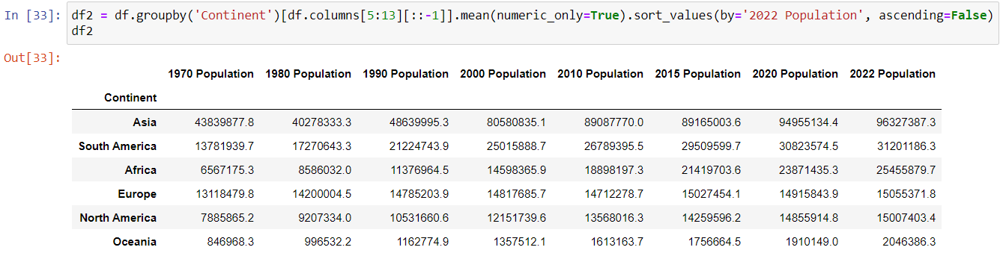 In [33]: df2 = df.groupby('Continent')[df.columns[5:13][::-1]].mean(numeric_only=True).sort_values(by='2022 Population', ascending=False)
df2
Out[33]:
1970 Population 1980 Population 1990 Population 2000 Population 2010 Population 2015 Population 2020 Population 2022 Population
Continent
Asia 43839877.8 40278333.3 48639995.3 80580835.1 89087770.0 89165003.6 94955134.4 96327387.3
South America 13781939.7 17270643.3 21224743.9 25015888.7 26789395.5 29509599.7 30823574.5 31201186.3
Africa 6567175.3 8586032.0 11376964.5 14598365.9 18898197.3 21419703.6 23871435.3 25455879.7
Europe 13118479.8 14200004.5 14785203.9 14817685.7 14712278.7 15027454.1 14915843.9 15055371.8
North America 7885865.2 9207334.0 10531660.6 12151739.6 13568016.3 14259596.2 14855914.8 15007403.4
Oceania 846968.3 996532.2 1162774.9 1357512.1 1613163.7 1756664.5 1910149.0 2046386.3